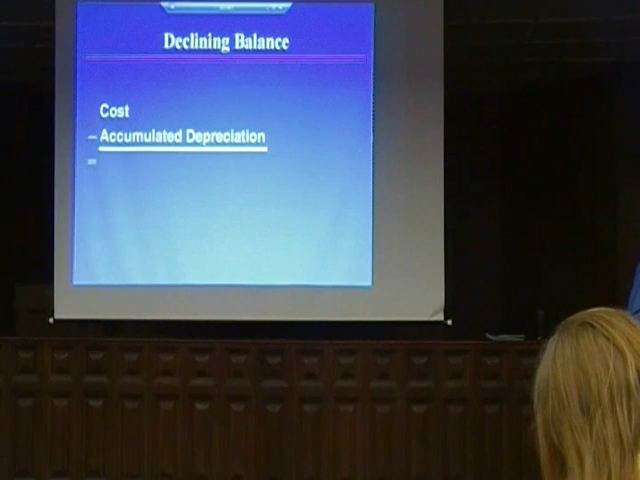 Declining Balance
Cost
– Accumulated Depreciation
=